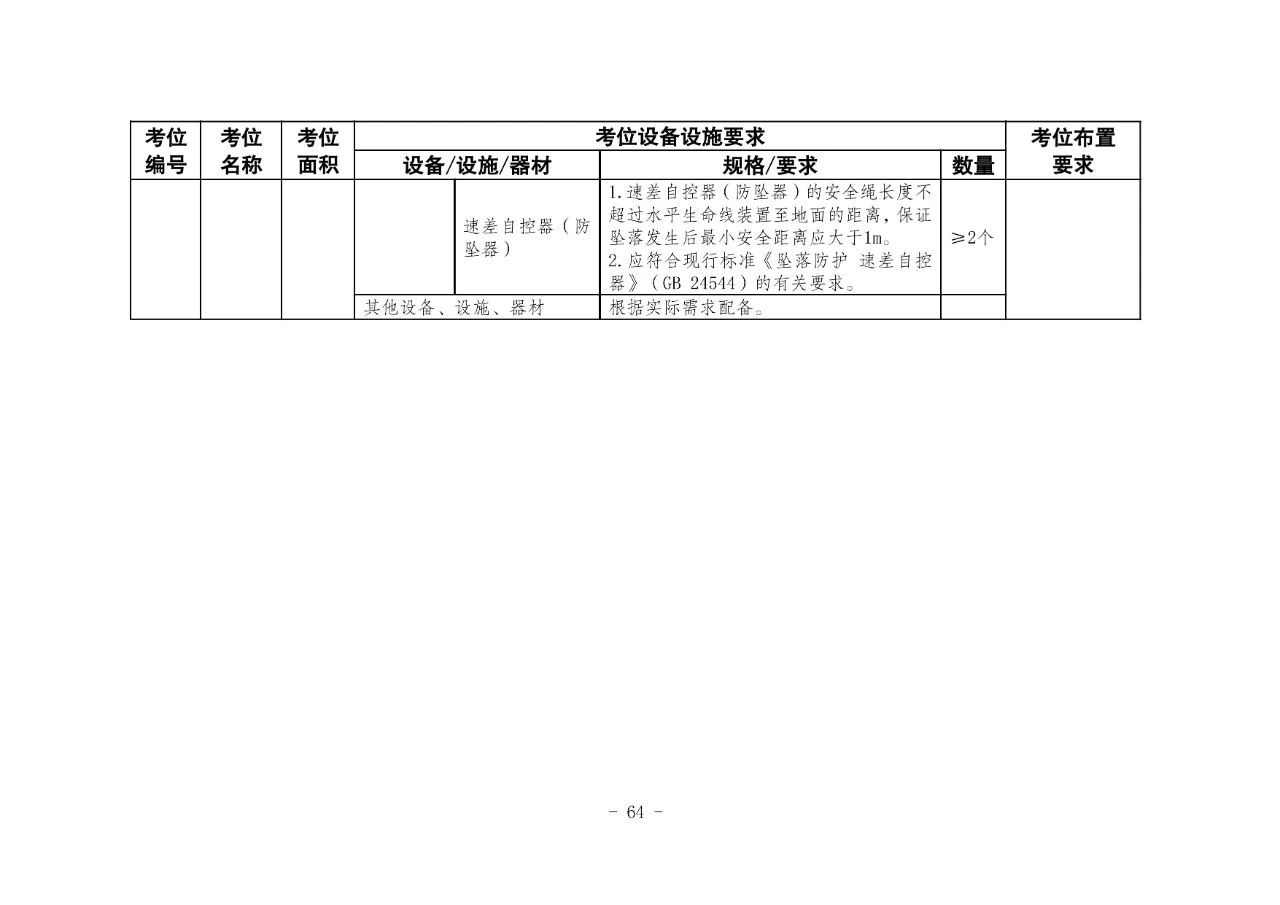 考位 考位 考位 考位设备设施要求 考位布置
编号 名称 面积 设备/设施/器材 规格/要求 数量 要求
1.速差自控器（防坠器）的安全绳长度不
超过水平生命线装置至地面的距离，保证
速差自控器（防
坠器）
坠落发生后最小安全距离应大于1m。
≥2个
2.应符合现行标准《坠落防护 速差自控
器》（GB 24544）的有关要求。
其他设备、设施、器材 根据实际需求配备。
- 64 -